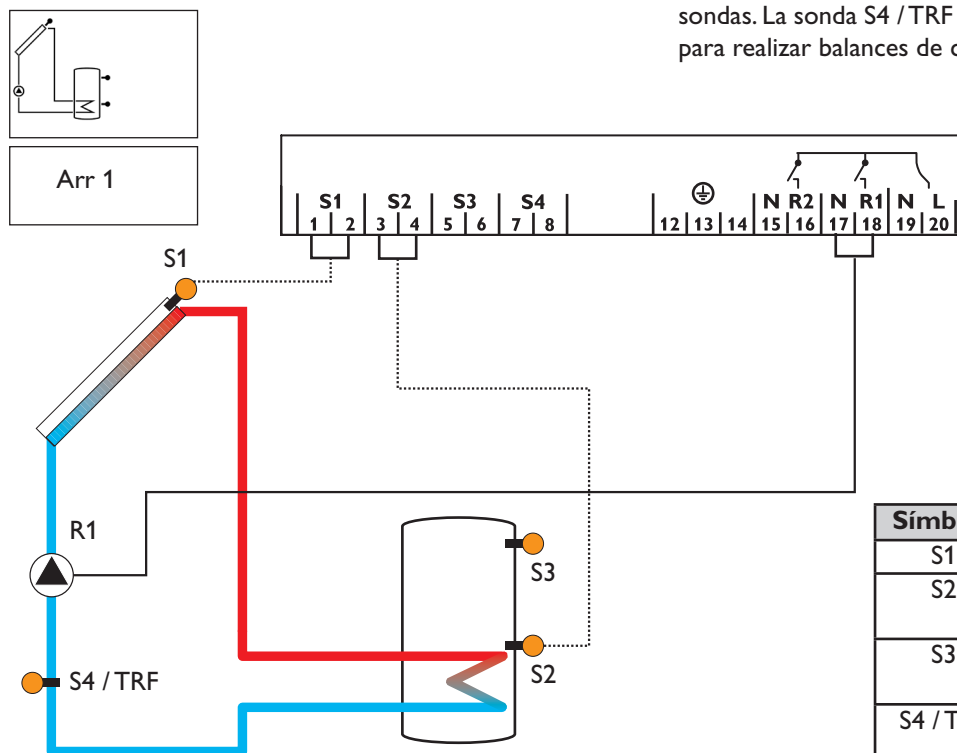 sondas. La sonda S4 / TRF
para realizar balances de
Arr 1
S1 S2 S3 S4 N R2 N R1 N L
1 2 3 4 5 6 7 8 12 13 14 15 16 17 18 19 20
S1
R1
S3
S2
S4 / TRF
Símb
S1
S2
S3
S4 / T